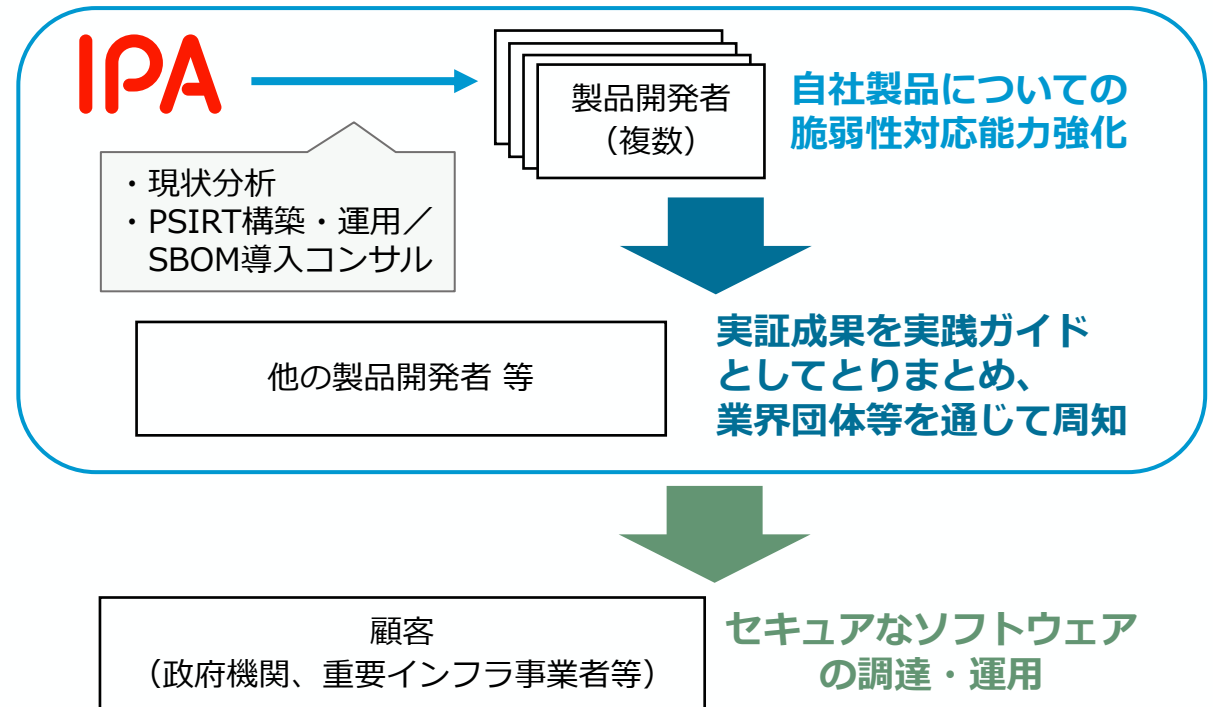 IPA
製品開発者
（複数）
自社製品についての
脆弱性対応能力強化
・現状分析
・PSIRT構築・運用／
SBOM導入コンサル
他の製品開発者 等
実証成果を実践ガイド
としてとりまとめ、
業界団体等を通じて周知
顧客
（政府機関、重要インフラ事業者等）
セキュアなソフトウェア
の調達・運用